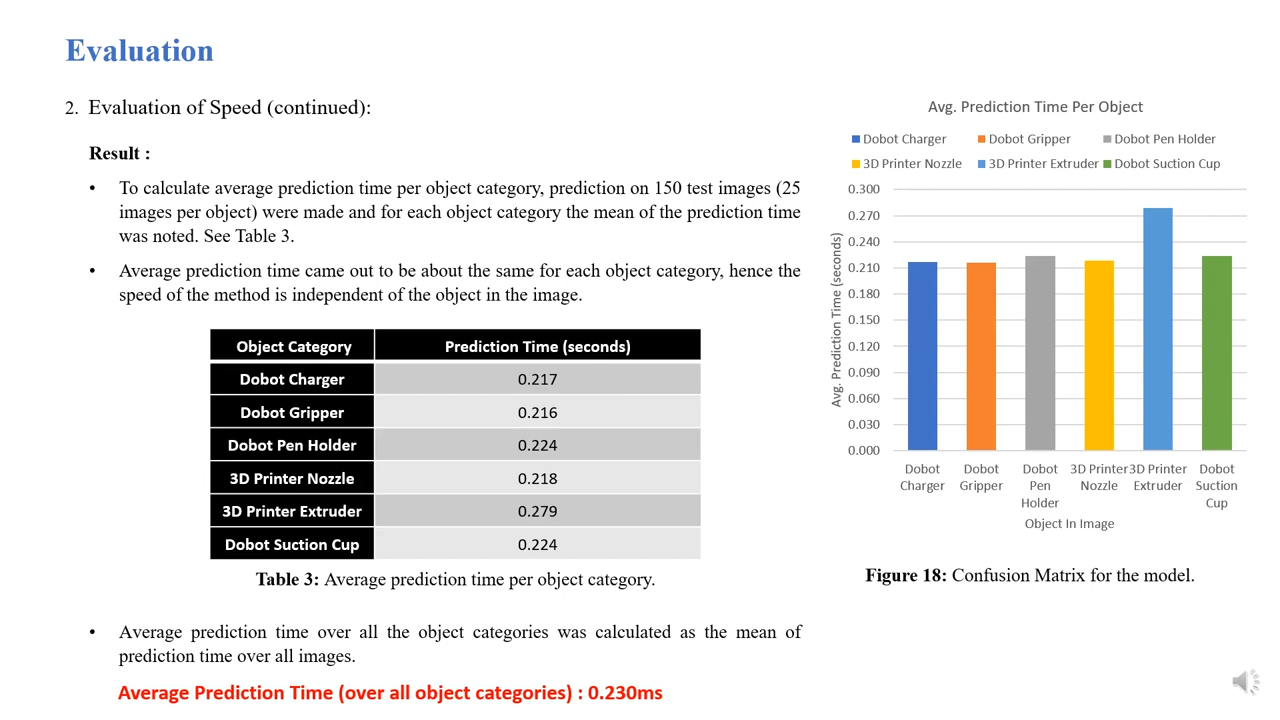 Evaluation
2. Evaluation of Speed (continued):
Result :
• To calculate average prediction time per object category, prediction on 150 test images (25
images per object) were made and for each object category the mean of the prediction time
was noted. See Table 3.
• Average prediction time came out to be about the same for each object category, hence the
speed of the method is independent of the object in the image.
Object Category Prediction Time (seconds)
Dobot Charger 0.217
Dobot Gripper 0.216
Dobot Pen Holder 0.224
3D Printer Nozzle 0.218
3D Printer Extruder 0.279
Dobot Suction Cup 0.224
Table 3: Average prediction time per object category.
• Average prediction time over all the object categories was calculated as the mean of
prediction time over all images.
Average Prediction Time (over all object categories) : 0.230ms
Avg. Prediction Time Per Object
Dobot Charger Dobot Gripper Dobot Pen Holder
3D Printer Nozzle 3D Printer Extruder Dobot Suction Cup
Avg. Prediction Time (seconds)
0.300
0.270
0.240
0.210
0.180
0.150
0.120
0.090
0.060
0.030
0.000
Dobot Dobot Dobot 3D Printer 3D Printer Dobot
Charger Gripper Pen Nozzle Extruder Suction
Holder Cup
Object In Image
Figure 18: Confusion Matrix for the model.